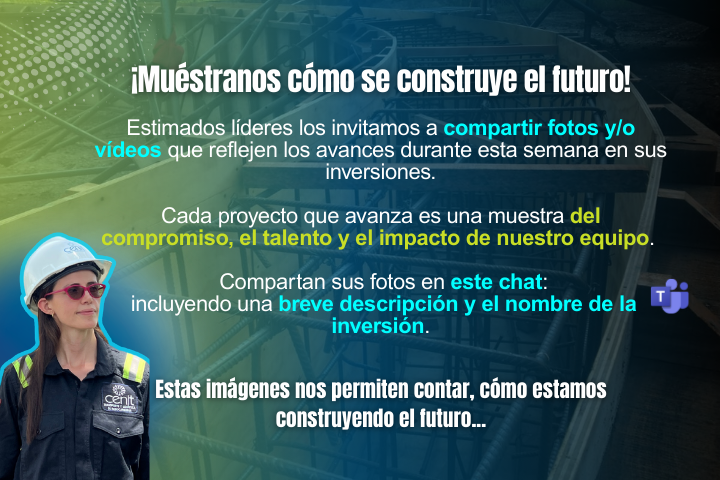 ¡Muéstranos cómo se construye el futuro!
Estimados líderes los invitamos a compartir fotos y/o
vídeos que reflejen los avances durante esta semana en sus
inversiones.
Cada proyecto que avanza es una muestra del
compromiso, el talento y el impacto de nuestro equipo.
Compartan sus fotos en este chat:
incluyendo una breve descripción y el nombre de la
inversión.
T
Estas imágenes nos permiten contar, cómo estamos
construyendo el futuro...
cenit
cenit